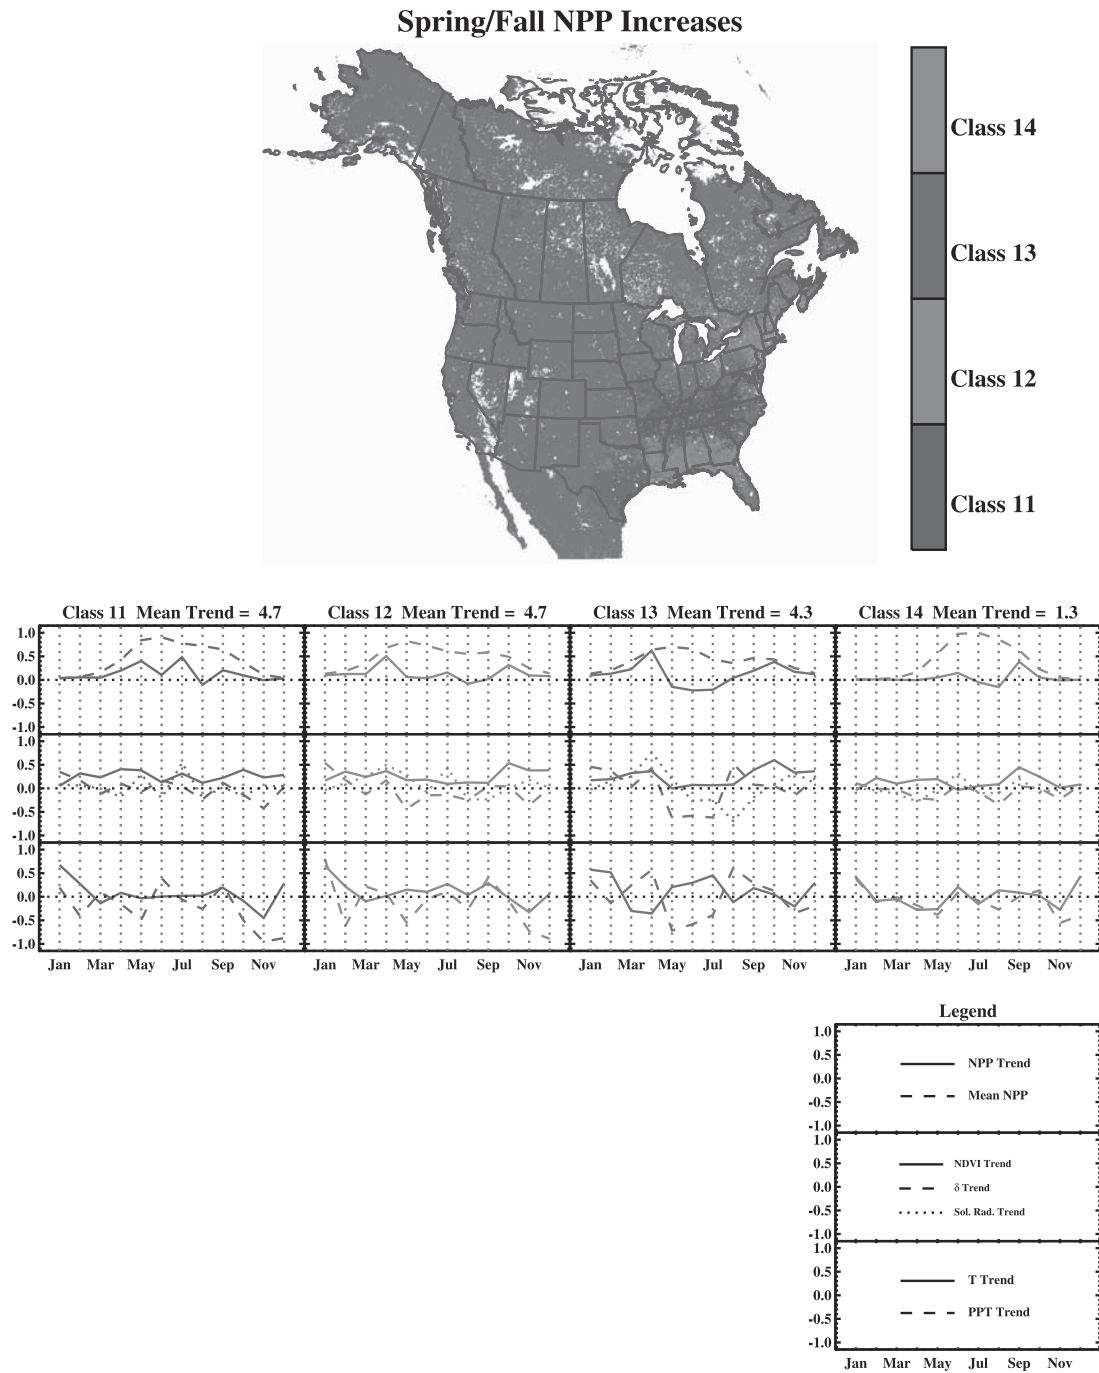 Spring/Fall NPP Increases
Class 14
Class 13
Class 12
Class 11
Class 11 Mean Trend = 4.7
Class 12 Mean Trend = 4.7
Class 13 Mean Trend = 4.3
Class 14 Mean Trend = 1.3
1.0
0.5
0.0
-0.5
-1.0
1.0
0.5
0.0
-0.5
-1.0
1.0
0.5
0.0
-0.5
-1.0
Jan Mar May Jul Sep Nov
Jan Mar May Jul Sep Nov
Jan Mar May Jul Sep Nov
Jan Mar May Jul Sep Nov
Legend
1.0
0.5
0.0
-0.5
-1.0
NPP Trend
Mean NPP
1.0
0.5
0.0
-0.5
-1.0
NDVI Trend
δ Trend
Sol. Rad. Trend
1.0
0.5
0.0
-0.5
-1.0
T Trend
PPT Trend
Jan Mar May Jul Sep Nov